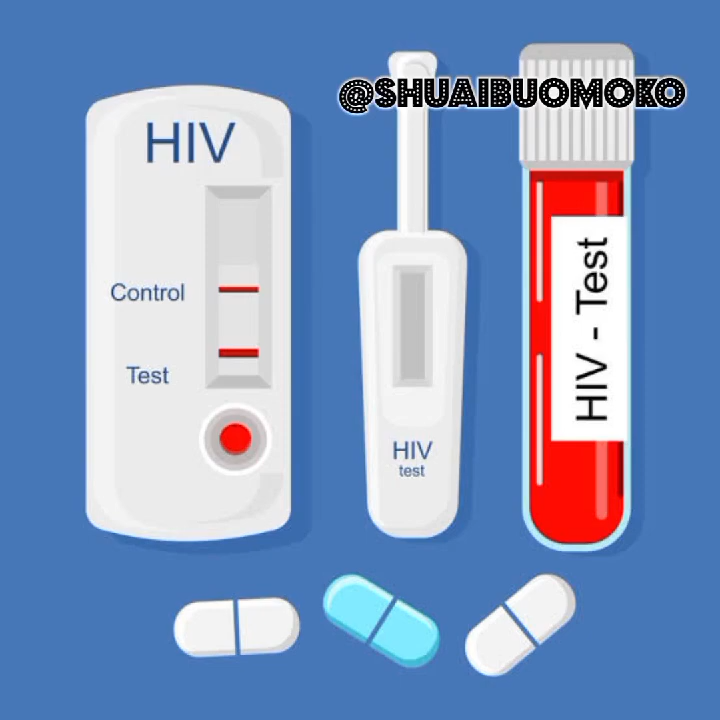 @SHUAIBUOMOKO
HIV
Control
Test
HIV
test
HIV - Test